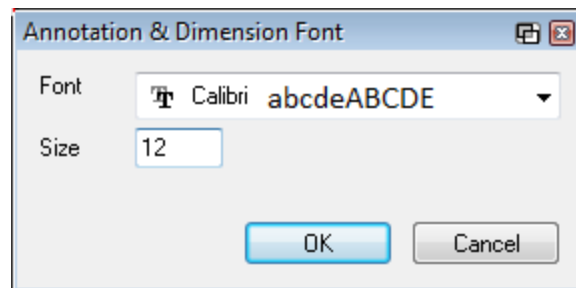 Annotation & Dimension Font
Font Calibri abcdeABCDE
Size 12
OK Cancel